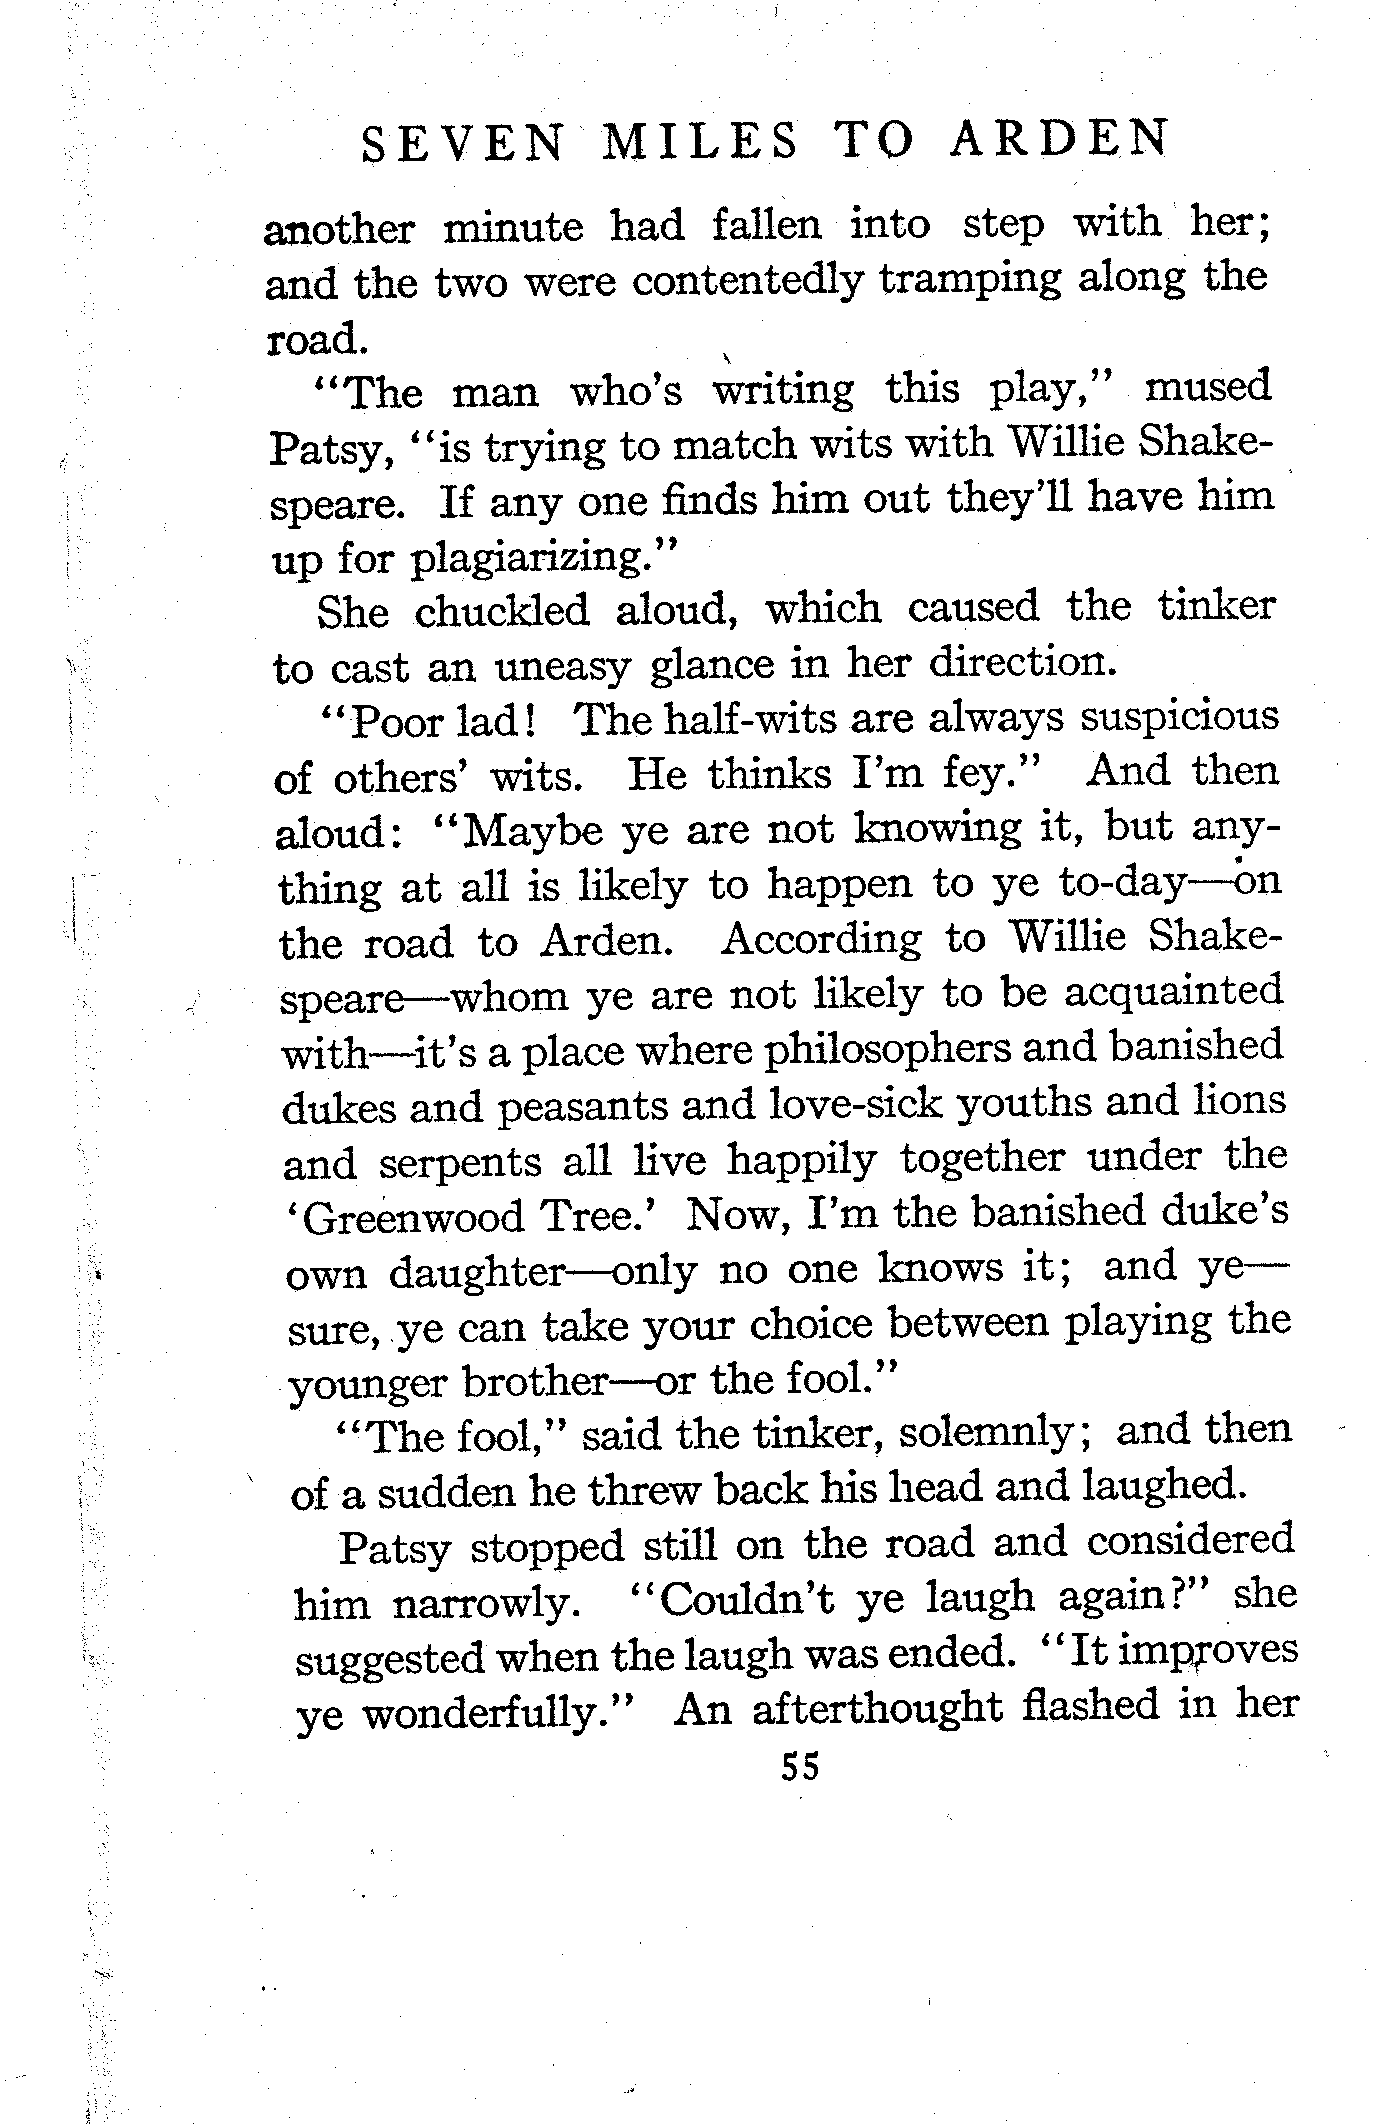 SEVEN MILES TO ARDEN
another minute had fallen into step with her;
and the two were contentedly tramping along the
road.
“The man who’s writing this play,” mused
Patsy, “is trying to match wits with Willie Shake-
speare. If any one finds him out they’ll have him
up for plagiarizing.”
She chuckled aloud, which caused the tinker
to cast an uneasy glance in her direction.
“Poor lad! The half-wits are always suspicious
of others’ wits. He thinks I’m fey.” And then
aloud: “Maybe ye are not knowing it, but any-
thing at all is likely to happen to ye to-day—on
the road to Arden. According to Willie Shake-
speare—whom ye are not likely to be acquainted
with—it’s a place where philosophers and banished
dukes and peasants and love-sick youths and lions
and serpents all live happily together under the
‘Greenwood Tree.’ Now, I’m the banished duke’s
own daughter—only no one knows it; and ye—
sure, ye can take your choice between playing the
younger brother—or the fool.”
“The fool,” said the tinker, solemnly; and then
of a sudden he threw back his head and laughed.
Patsy stopped still on the road and considered
him narrowly. “Couldn’t ye laugh again?” she
suggested when the laugh was ended. “It improves
ye wonderfully.” An afterthought flashed in her
55